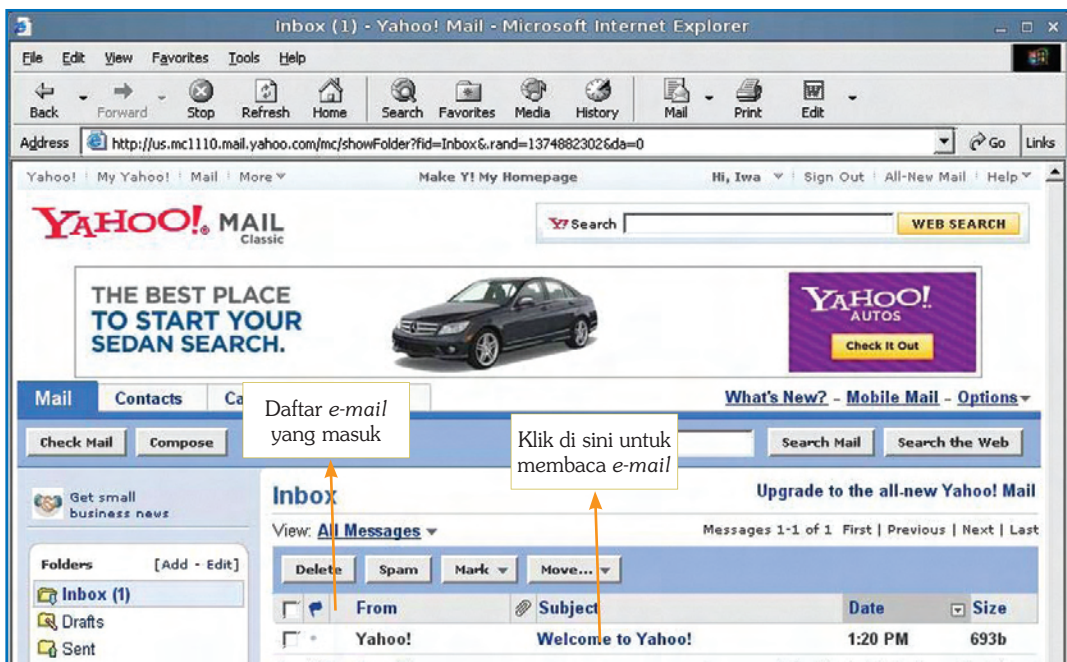 Inbox (1) - Yahoo! Mail - Microsoft Internet Explorer
File Edit View Favorites Tools Help
Back Forward Stop Refresh Home Search Favorites Media History Mail Print Edit
Address http://us.mc1110.mail.yahoo.com/mc/showFolder?fid=Inbox&.rand=1374882302&da=0 Go Links
Yahoo! My Yahoo! Mail More Make Y! My Homepage Hi, Iwa Sign Out All-New Mail Help
YAHOO! MAIL
Classic
Y! Search WEB SEARCH
THE BEST PLACE
TO START YOUR
SEDAN SEARCH.
YAHOO!
AUTOS
Check It Out
Mail Contacts Ca
What's New? - Mobile Mail - Options
Daftar e-mail
yang masuk
Klik di sini untuk
membaca e-mail
Check Mail Compose Search Mail Search the Web
Get small
business news
Inbox Upgrade to the all-new Yahoo! Mail
View: All Messages Messages 1-1 of 1 First | Previous | Next | Last
Folders [Add - Edit]
Delete Spam Mark Move...
Inbox (1)
From Subject Date Size
Drafts
Yahoo! Welcome to Yahoo! 1:20 PM 693b
Sent